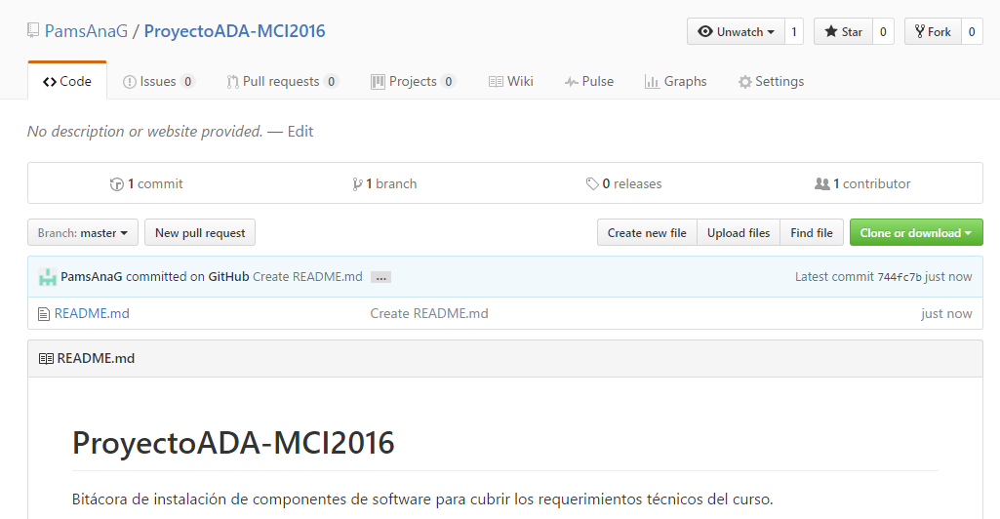 PamsAnaG / ProyectoADA-MCI2016 Unwatch 1 Star 0 Fork 0
Code Issues 0 Pull requests 0 Projects 0 Wiki Pulse Graphs Settings
No description or website provided. — Edit
1 commit 1 branch 0 releases 1 contributor
Branch: master New pull request Create new file Upload files Find file Clone or download
PamsAnaG committed on GitHub Create README.md ... Latest commit 744fc7b just now
README.md Create README.md just now
README.md
ProyectoADA-MCI2016
Bitácora de instalación de componentes de software para cubrir los requerimientos técnicos del curso.